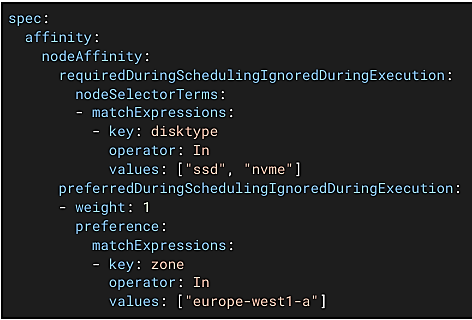 spec:
  affinity:
    nodeAffinity:
      requiredDuringSchedulingIgnoredDuringExecution:
        nodeSelectorTerms:
        - matchExpressions:
          - key: disktype
            operator: In
            values: ["ssd", "nvme"]
      preferredDuringSchedulingIgnoredDuringExecution:
      - weight: 1
        preference:
          matchExpressions:
          - key: zone
            operator: In
            values: ["europe-west1-a"]